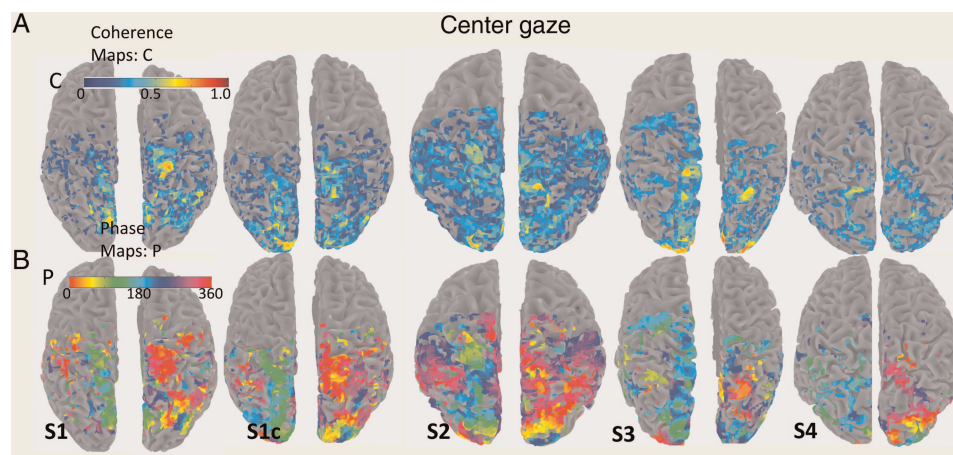 A
Center gaze
Coherence
Maps: C
C
0 0.5 1.0
Phase
Maps: P
B
P
0 180 360
S1 S1c S2 S3 S4